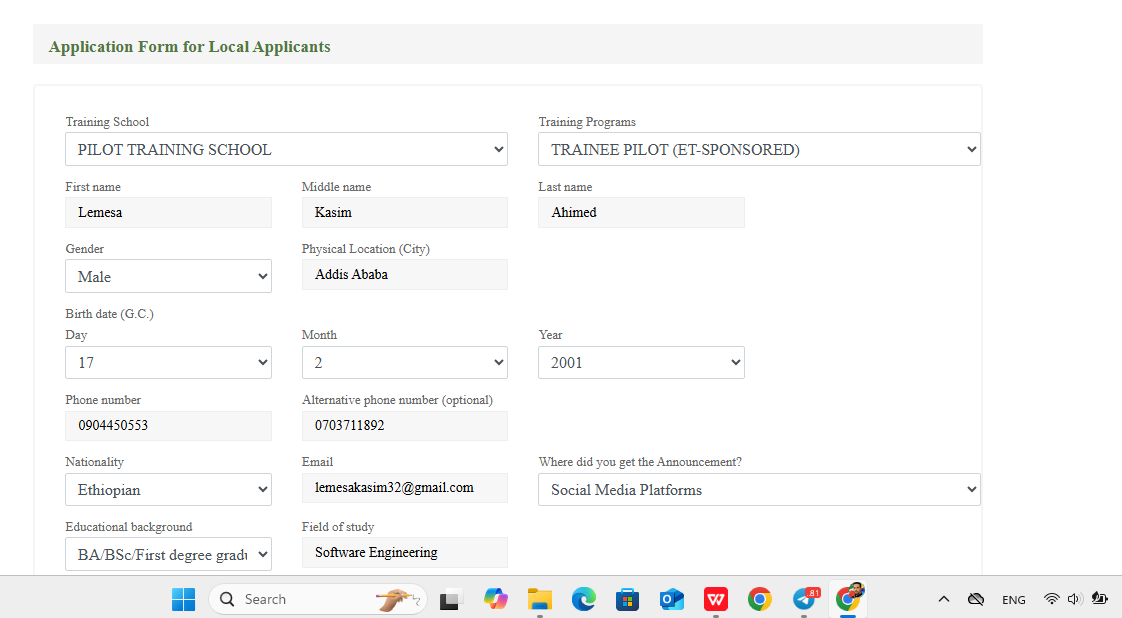 Application Form for Local Applicants
Training School Training Programs
PILOT TRAINING SCHOOL TRAINEE PILOT (ET-SPONSORED)
First name Middle name Last name
Lemesa Kasim Ahimed
Gender Physical Location (City)
Male Addis Ababa
Birth date (G.C.)
Day Month Year
17 2 2001
Phone number Alternative phone number (optional)
0904450553 0703711892
Nationality Email Where did you get the Announcement?
Ethiopian lemesakasim32@gmail.com Social Media Platforms
Educational background Field of study
BA/BSc/First degree gradu Software Engineering
Search 81 ENG